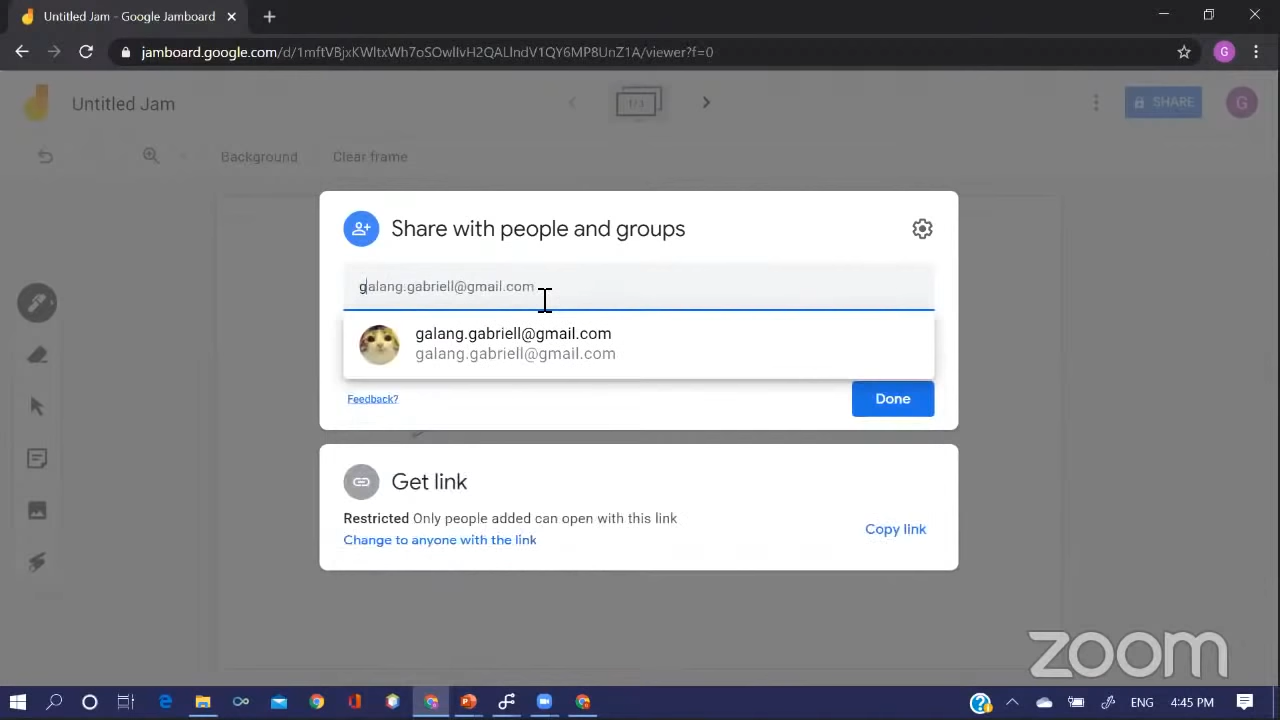 Untitled Jam - Google Jamboard
jamboard.google.com/d/1mftVBjxKWltxWh7oSOwlIvH2QALIndV1QY6MP8UnZ1A/viewer?f=0
G
Untitled Jam
1/1
SHARE
G
Background
Clear frame
Share with people and groups
galang.gabriell@gmail.com
galang.gabriell@gmail.com
galang.gabriell@gmail.com
Feedback?
Done
Get link
Restricted Only people added can open with this link
Change to anyone with the link
Copy link
zoom
ENG
4:45 PM